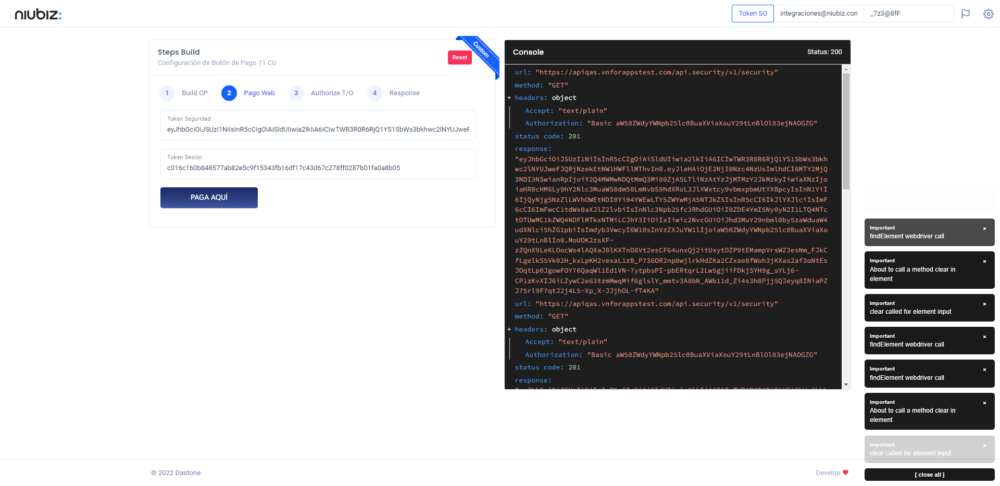 niubiz:
Token SG
integraciones@niubiz.con
_7z3@8fF
Steps Build
Configuración de Botón de Pago 11 CU
Reset
Custom
1 Build CP
2 Pago Web
3 Authorize T/O
4 Response
Token Seguridad
eyJhbGciOiJSUzI1NiIsInR5cCIgOiAiSldUIiwia2lkIiA6ICIwTWR3R0R6RjQ1YS1SbWs3bkhwc2lNYUJweF
Token Sesión
c016c160b848577ab82e5c9f15343fb16df17c43d67c278ff0287b01fa0a8b05
PAGA AQUÍ
Console
Status: 200
url: "https://apiqas.vnforappstest.com/api.security/v1/security"
method: "GET"
+ headers: object
Accept: "text/plain"
Authorization: "Basic aW50ZWdyYWNpb25lc0BuaXViaXouY29tLnBlOl83ejNAOGZG"
status code: 201
response:
"eyJhbGciOiJSUzI1NiIsInR5cCIgOiAiSldUIiwia2lkIiA6ICIwTWR3R0R6RjQ1YS1SbWs3bkh
wc2lNYUJweFJQRjNzekEtNW1HWFllMThvIn0.eyJleHAiOjE2NjI0Nzc4NzUsImlhdCI6MTY2MjQ
3NDI3NSwianRpIjoiY2Q4MWMwNDQtMmQ3Mi00ZjA5LTliNzAtYzJjMTMzY2JkMzkyIiwiaXNzIjo
iaHR0cHM6Ly9hY2Nlc3MuaW50dm50LmNvbS9hdXRoL3JlYWxtcy9vbmxpbmUtYXBpcyIsInN1YiI
6IjQyNjg5NzZlLWVhOWEtNDI0Yi04YWEwLTY5ZWYwMjA5NTJkZSIsInR5cCI6IkJlYXJlciIsImF
6cCI6ImFwcC1tdWx0aXJlZ2lvbiIsInNlc3Npb25fc3RhdGUiOiI0ZDE4YmI5Ny0yN2I1LTQ4NTc
tOTUwMC1kZWQ4NDFlMTkxNTMiLCJhY3IiOiIxIiwic2NvcGUiOiJhd3MuY29nbml0by5zaWduaW4
udXNlci5hZG1pbiIsImdyb3VwcyI6W10sInVzZXJuYW1lIjoiaW50ZWdyYWNpb25lc0BuaXViaXo
uY29tLnBlIn0.MoUOK2zsXF-
zZQnX9LeKLOocWs4lAQXaJBlKXTnD8Vt2esCF64unxQj2itUxytDZP9tEMampVrsWZ3esNm_FJkC
fLgelkS5Vk02H_kxLpKH2vexaL1zB_P736OR2np0wjlrkHdZKa2CZxae0fWoh3jKXas2af3oNtEs
JOqtLp0JgowFOY76QaqWl1Ed1VN-7ytpbsPI-pbERtqrL2Lw5gjiiFDkjSYH9g_sYLj6-
CP1zKvXIJ6iLZywC2e63tzmMwqMif6glslY_mmtv3A8bN_AWb11d_Zi4s3h8Pjj5QJeyq8INiaPZ
J75rl9F7qtJ2j4L5-Xp_X-JJjhOL-fT4KA"
url: "https://apiqas.vnforappstest.com/api.security/v1/security"
method: "GET"
+ headers: object
Accept: "text/plain"
Authorization: "Basic aW50ZWdyYWNpb25lc0BuaXViaXouY29tLnBlOl83ejNAOGZG"
status code: 201
response:
Important
findElement webdriver call
Important
About to call a method clear in
element
Important
clear called for element input
Important
findElement webdriver call
Important
findElement webdriver call
Important
About to call a method clear in
element
Important
clear called for element input
[ close all ]
© 2022 Dastone
Develop